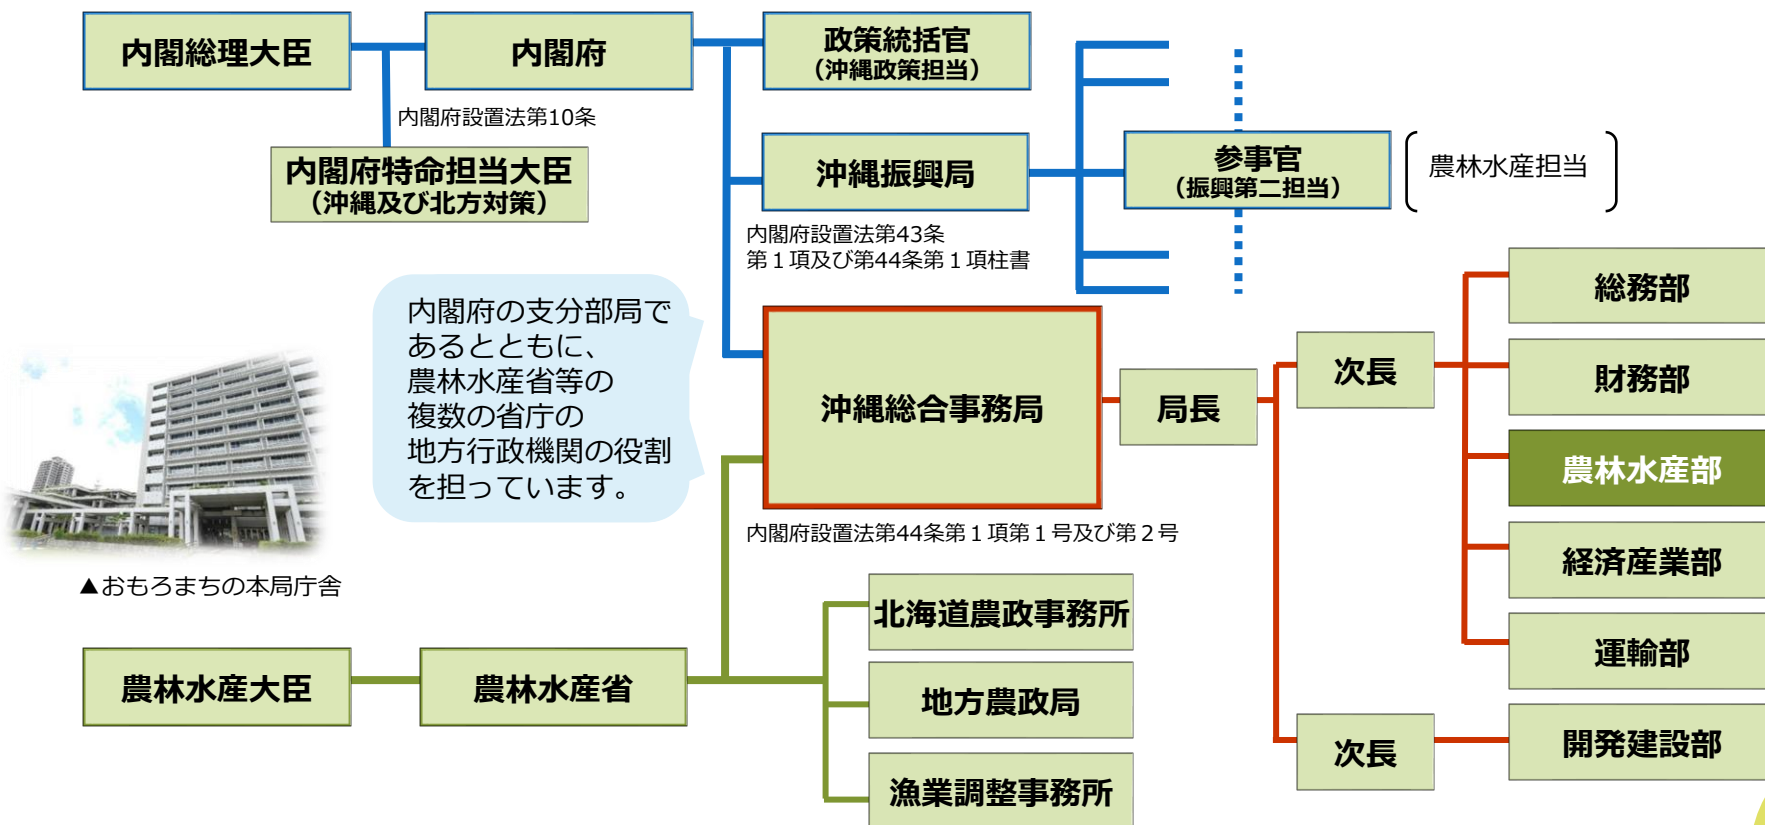 内閣総理大臣
内閣府
政策統括官
（沖縄政策担当）
内閣府設置法第10条
内閣府特命担当大臣
（沖縄及び北方対策）
沖縄振興局
参事官
（振興第二担当）
農林水産担当
内閣府設置法第43条
第１項及び第44条第１項柱書
内閣府の支分部局で
あるとともに、
農林水産省等の
複数の省庁の
地方行政機関の役割
を担っています。
沖縄総合事務局
局長
次長
総務部
財務部
農林水産部
経済産業部
運輸部
内閣府設置法第44条第１項第１号及び第２号
▲おもろまちの本局庁舎
農林水産大臣
農林水産省
北海道農政事務所
地方農政局
漁業調整事務所
次長
開発建設部